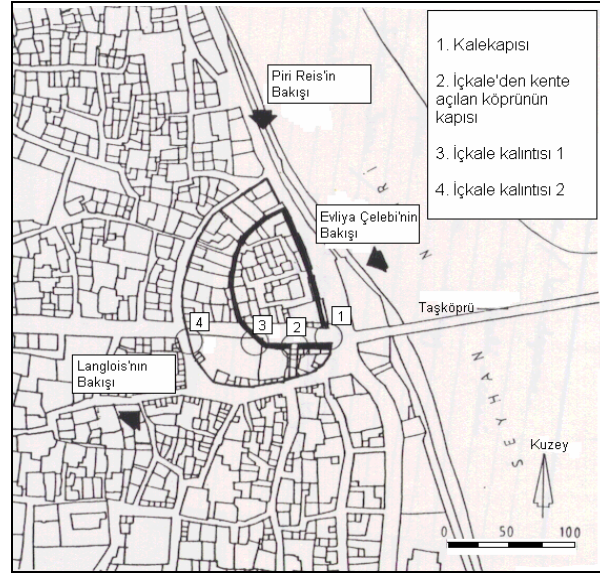 1. Kalekapısı
2. İçkale'den kente
açılan köprünün
kapısı
3. İçkale kalıntısı 1
4. İçkale kalıntısı 2
Piri Reis'in
Bakışı
Evliya Çelebi'nin
Bakışı
Taşköprü
1
2
3
4
Langlois'nın
Bakışı
SEYHAN
N
R İ
Kuzey
0 50 100